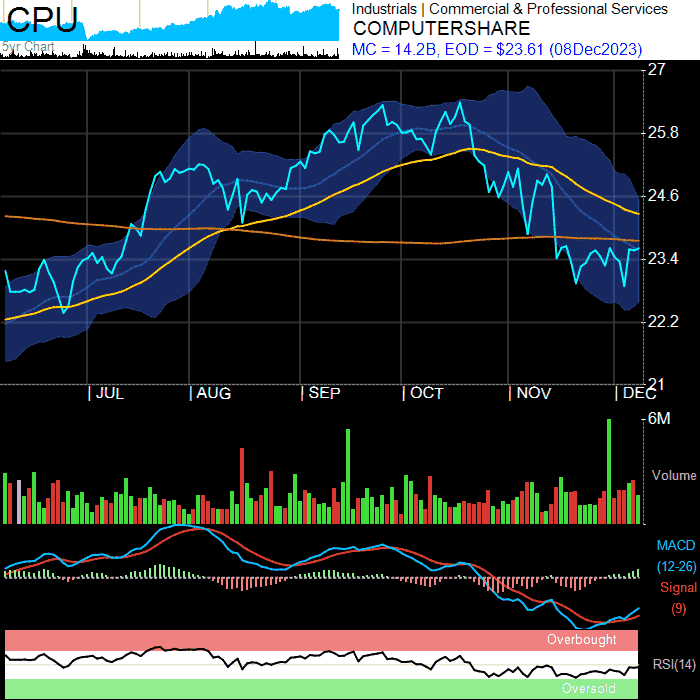 CPU
5yr Chart
Industrials | Commercial & Professional Services
COMPUTERSHARE
MC = 14.2B, EOD = $23.61 (08Dec2023)
27
25.8
24.6
23.4
22.2
21
| JUL
| AUG
| SEP
| OCT
| NOV
| DEC
6M
Volume
MACD
(12-26)
Signal
(9)
Overbought
RSI(14)
Oversold